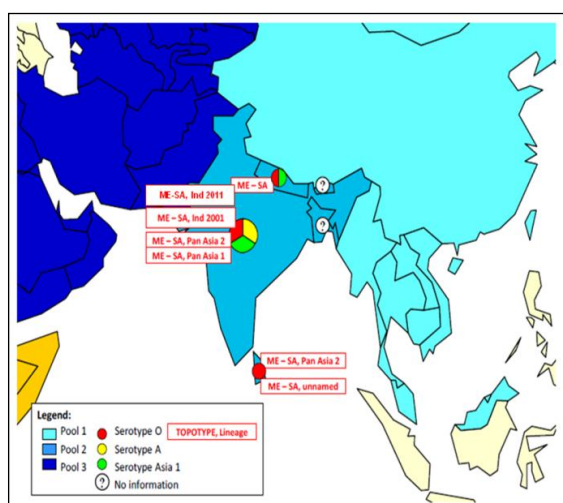 ME – SA
?
ME-SA, Ind 2011
ME – SA, Ind 2001
?
ME – SA, Pan Asia 2
ME – SA, Pan Asia 1
ME – SA, Pan Asia 2
ME – SA, unnamed
Legend:
Pool 1 Serotype O TOPOTYPE, Lineage
Pool 2 Serotype A
Pool 3 Serotype Asia 1
? No information